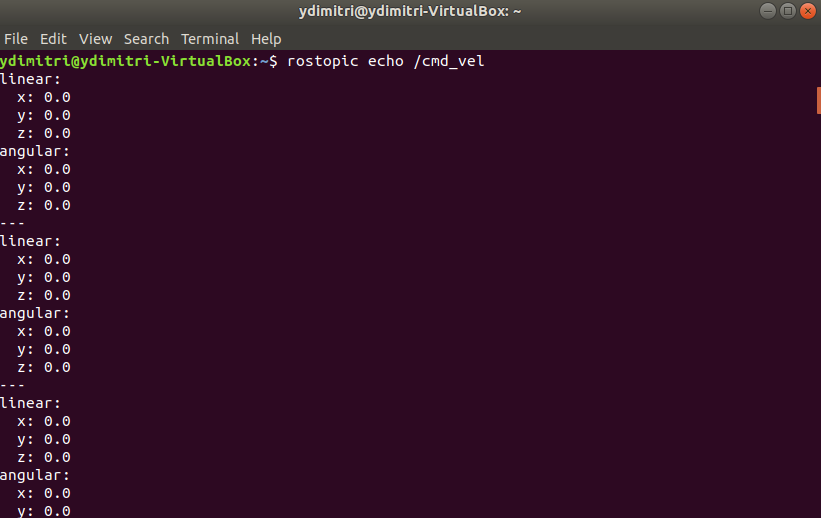 ydimitri@ydimitri-VirtualBox: ~
File Edit View Search Terminal Help
ydimitri@ydimitri-VirtualBox:~$ rostopic echo /cmd_vel
linear:
  x: 0.0
  y: 0.0
  z: 0.0
angular:
  x: 0.0
  y: 0.0
  z: 0.0
---
linear:
  x: 0.0
  y: 0.0
  z: 0.0
angular:
  x: 0.0
  y: 0.0
  z: 0.0
---
linear:
  x: 0.0
  y: 0.0
  z: 0.0
angular:
  x: 0.0
  y: 0.0